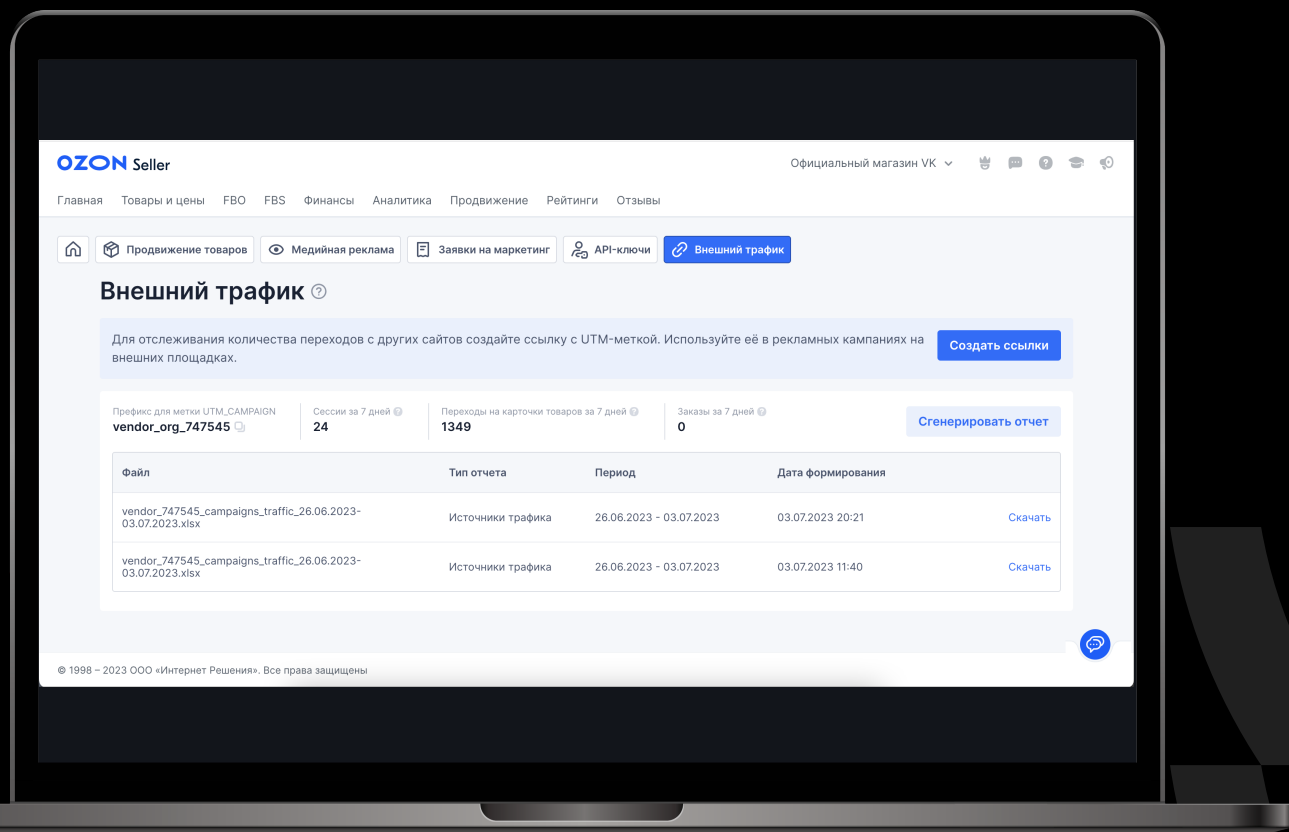 OZON Seller
Официальный магазин VK
Главная Товары и цены FBO FBS Финансы Аналитика Продвижение Рейтинги Отзывы
Продвижение товаров Медийная реклама Заявки на маркетинг API-ключи Внешний трафик
Внешний трафик
Для отслеживания количества переходов с других сайтов создайте ссылку с UTM-меткой. Используйте её в рекламных кампаниях на
внешних площадках.
Создать ссылки
Префикс для метки UTM_CAMPAIGN Сессии за 7 дней Переходы на карточки товаров за 7 дней Заказы за 7 дней
vendor_org_747545 24 1349 0
Сгенерировать отчет
Файл Тип отчета Период Дата формирования
vendor_747545_campaigns_traffic_26.06.2023-
03.07.2023.xlsx
Источники трафика 26.06.2023 - 03.07.2023 03.07.2023 20:21 Скачать
vendor_747545_campaigns_traffic_26.06.2023-
03.07.2023.xlsx
Источники трафика 26.06.2023 - 03.07.2023 03.07.2023 11:40 Скачать
© 1998 – 2023 ООО «Интернет Решения». Все права защищены